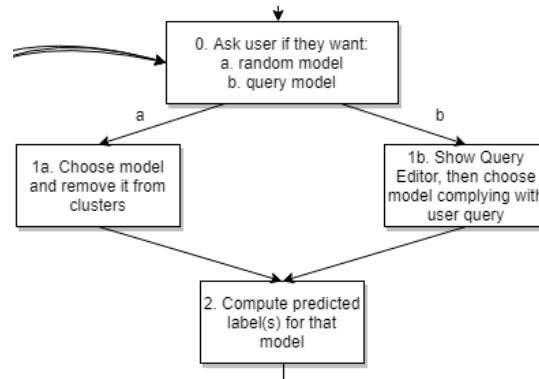 0. Ask user if they want:
a. random model
b. query model
a
b
1a. Choose model
and remove it from
clusters
1b. Show Query
Editor, then choose
model complying with
user query
2. Compute predicted
label(s) for that
model